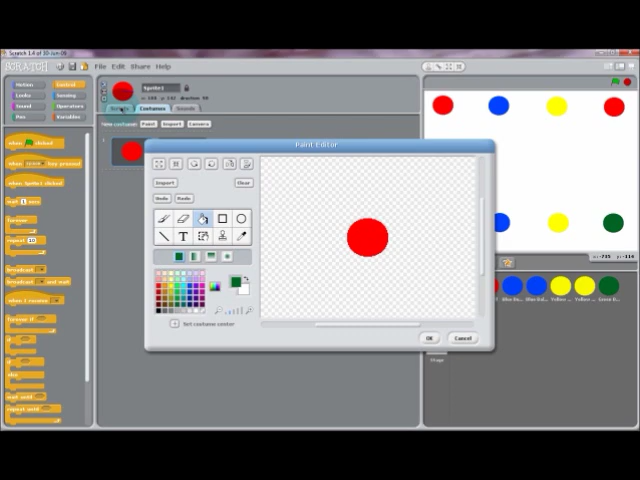 Scratch 1.4 of 30-Jun-09
SCRATCH File Edit Share Help
Motion Control
Looks Sensing
Sound Operators
Pen Variables
Sprite1
Scripts Costumes Sounds
New costume: Paint Import Camera
when clicked
when key pressed
when Sprite1 clicked
wait 1 secs
forever
repeat 10
broadcast
broadcast and wait
when I receive
forever if
if
if
else
wait until
repeat until
Paint Editor
Import Clear
Undo Redo
T
Set costume center
OK Cancel
Stage